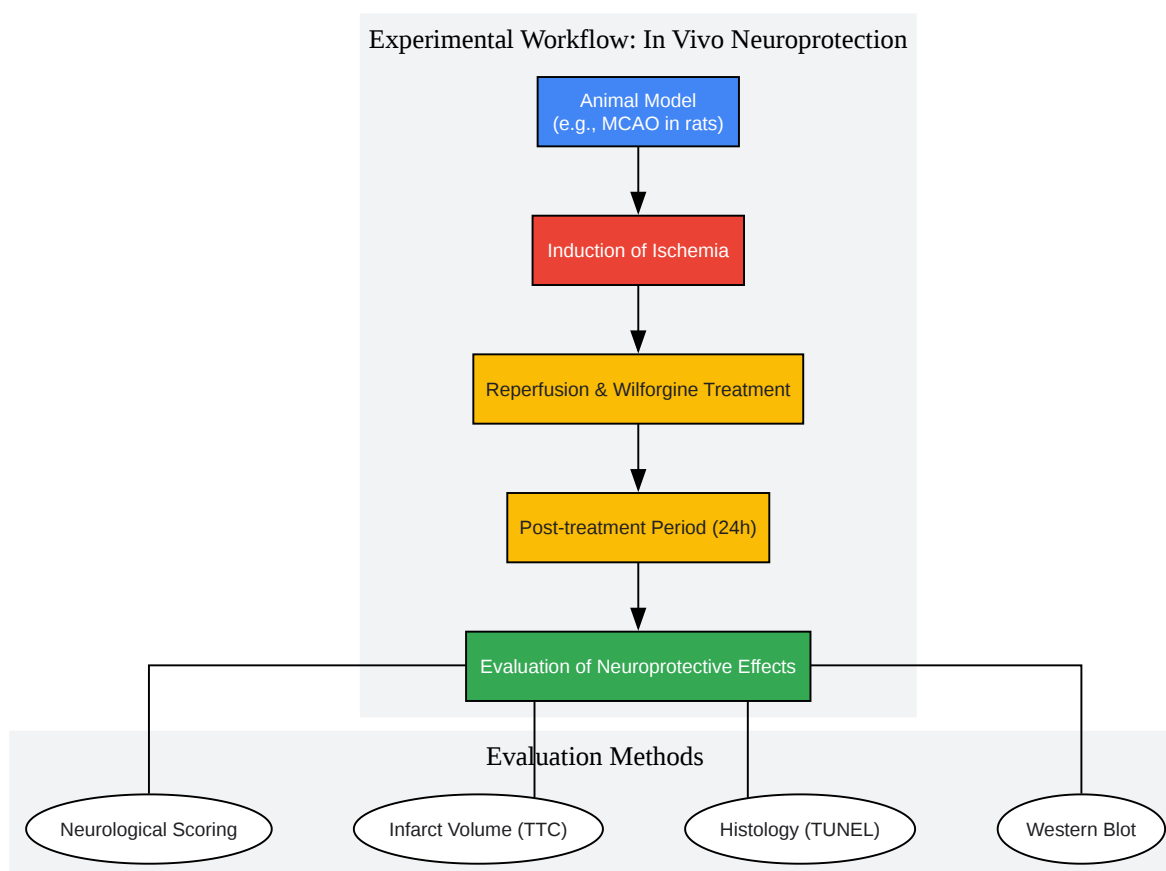 Experimental Workflow: In Vivo Neuroprotection
Animal Model
(e.g., MCAO in rats)
Induction of Ischemia
Reperfusion & Wilforgine Treatment
Post-treatment Period (24h)
Evaluation of Neuroprotective Effects
Evaluation Methods
Neurological Scoring
Infarct Volume (TTC)
Histology (TUNEL)
Western Blot